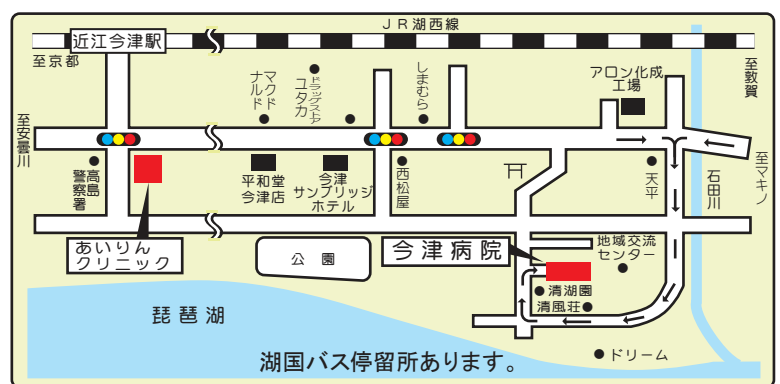 JR湖西線
近江今津駅
至京都
至敦賀
アロン化成
工場
しまむら
ドラッグストア
ユタカ
マクド
ナルド
至安曇川
至マキノ
石田川
天平
西松屋
今津
サンブリッジ
ホテル
平和堂
今津店
高島
警察署
あいりん
クリニック
公園
今津病院
地域交流
センター
清湖園
清風荘
琵琶湖
ドリーム
湖国バス停留所あります。